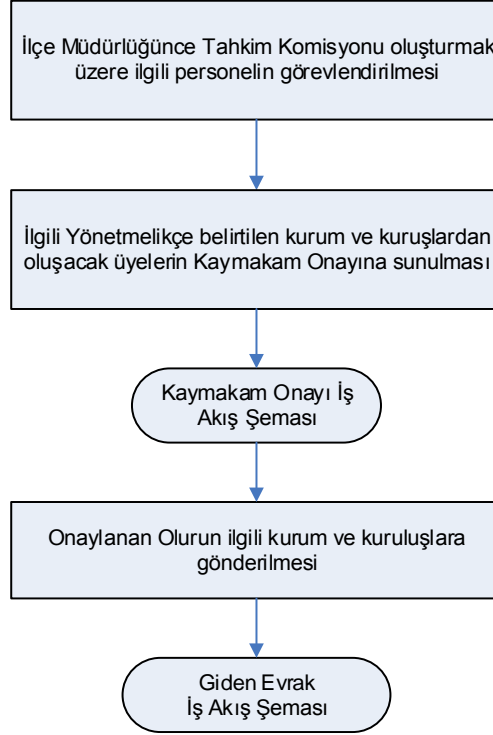 İlçe Müdürlüğünce Tahkim Komisyonu oluşturmak
üzere ilgili personelin görevlendirilmesi
İlgili Yönetmelikçe belirtilen kurum ve kuruşlardan
oluşacak üyelerin Kaymakam Onayına sunulması
Kaymakam Onayı İş
Akış Şeması
Onaylanan Olurun ilgili kurum ve kuruluşlara
gönderilmesi
Giden Evrak
İş Akış Şeması